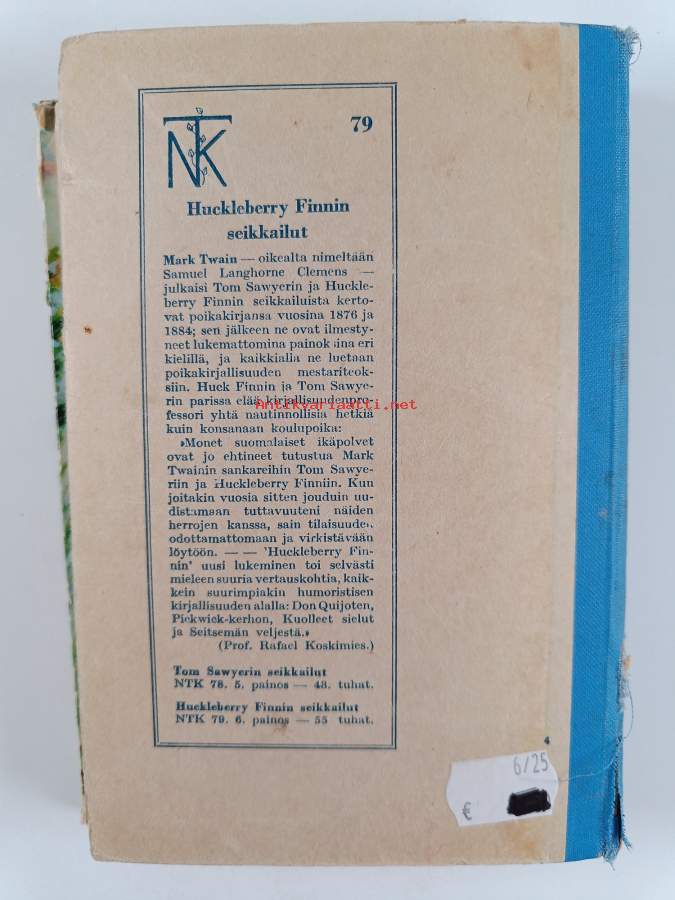 NTK
79
Huckleberry Finnin
seikkailut
Mark Twain — oikealta nimeltään
Samuel Langhorne Clemens —
julkaisi Tom Sawyerin ja Huckle-
berry Finnin seikkailuista kerto-
vat poikakirjansa vuosina 1876 ja
1884; sen jälkeen ne ovat ilmesty-
neet lukemattomina painoksina eri
kielillä, ja kaikkialla ne luetaan
poikakirjallisuuden mestariteok-
siin. Huck Finnin ja Tom Sawye-
rin parissa elää kirjallisuudenpro-
Antikvariaatti.net
fessori yhtä nautinnollisia hetkiä
kuin konsanaan koulupoika:
»Monet suomalaiset ikäpolvet
ovat jo ehtineet tutustua Mark
Twainin sankareihin Tom Sawye-
riin ja Huckleberry Finniin. Kun
joitakin vuosia sitten jouduin uu-
distamaan tuttavuuteni näiden
herrojen kanssa, sain tilaisuuden
odottamattomaan ja virkistävään
löytöön. — — 'Huckleberry Fin-
nin' uusi lukeminen toi selvästi
mieleen suuria vertauskohtia, kaik-
kein suurimpiakin humoristisen
kirjallisuuden alalla: Don Quijoten,
Pickwick-kerhon, Kuolleet sielut
ja Seitsemän veljestä.»
(Prof. Rafael Koskimies.)
Tom Sawyerin seikkailut
NTK 78. 5. painos — 48. tuhat.
Huckleberry Finnin seikkailut
NTK 79. 6. painos — 55 tuhat.
4
6/25
€